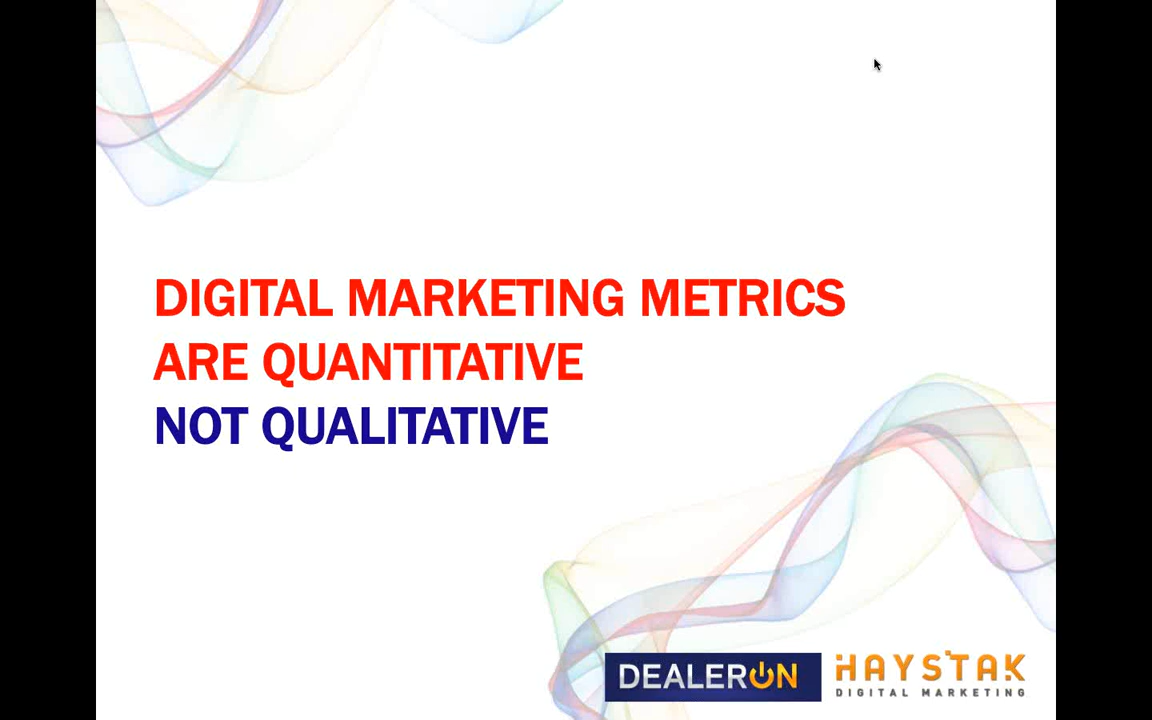 DIGITAL MARKETING METRICS
ARE QUANTITATIVE
NOT QUALITATIVE
DEALERON
HAYSTAK
DIGITAL MARKETING